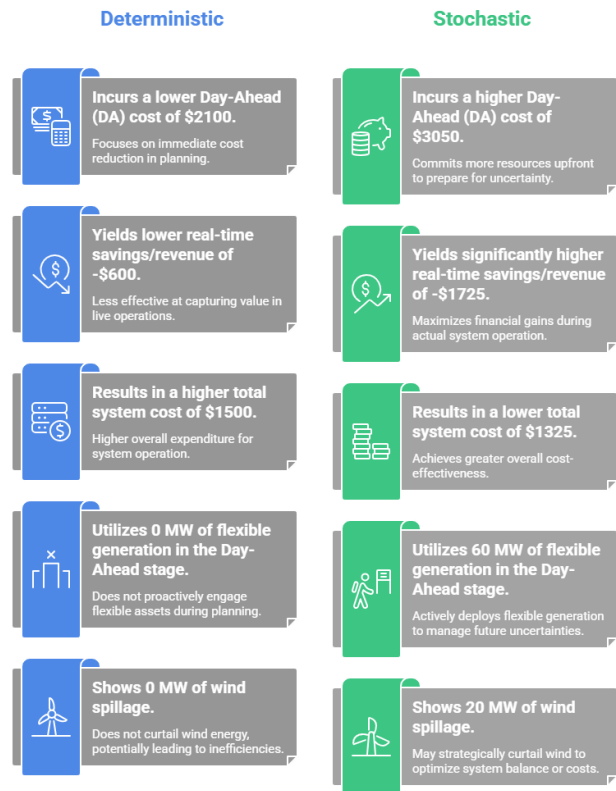 Deterministic
Incurs a lower Day-Ahead
(DA) cost of $2100.
Focuses on immediate cost
reduction in planning.
Yields lower real-time
savings/revenue of
-$600.
Less effective at capturing value in
live operations.
Results in a higher total
system cost of $1500.
Higher overall expenditure for
system operation.
Utilizes 0 MW of flexible
generation in the Day-
Ahead stage.
Does not proactively engage
flexible assets during planning.
Shows 0 MW of wind
spillage.
Does not curtail wind energy,
potentially leading to inefficiencies.
Stochastic
Incurs a higher Day-
Ahead (DA) cost of
$3050.
Commits more resources upfront
to prepare for uncertainty.
Yields significantly higher
real-time savings/revenue
of -$1725.
Maximizes financial gains during
actual system operation.
Results in a lower total
system cost of $1325.
Achieves greater overall cost-
effectiveness.
Utilizes 60 MW of flexible
generation in the Day-
Ahead stage.
Actively deploys flexible generation
to manage future uncertainties.
Shows 20 MW of wind
spillage.
May strategically curtail wind to
optimize system balance or costs.